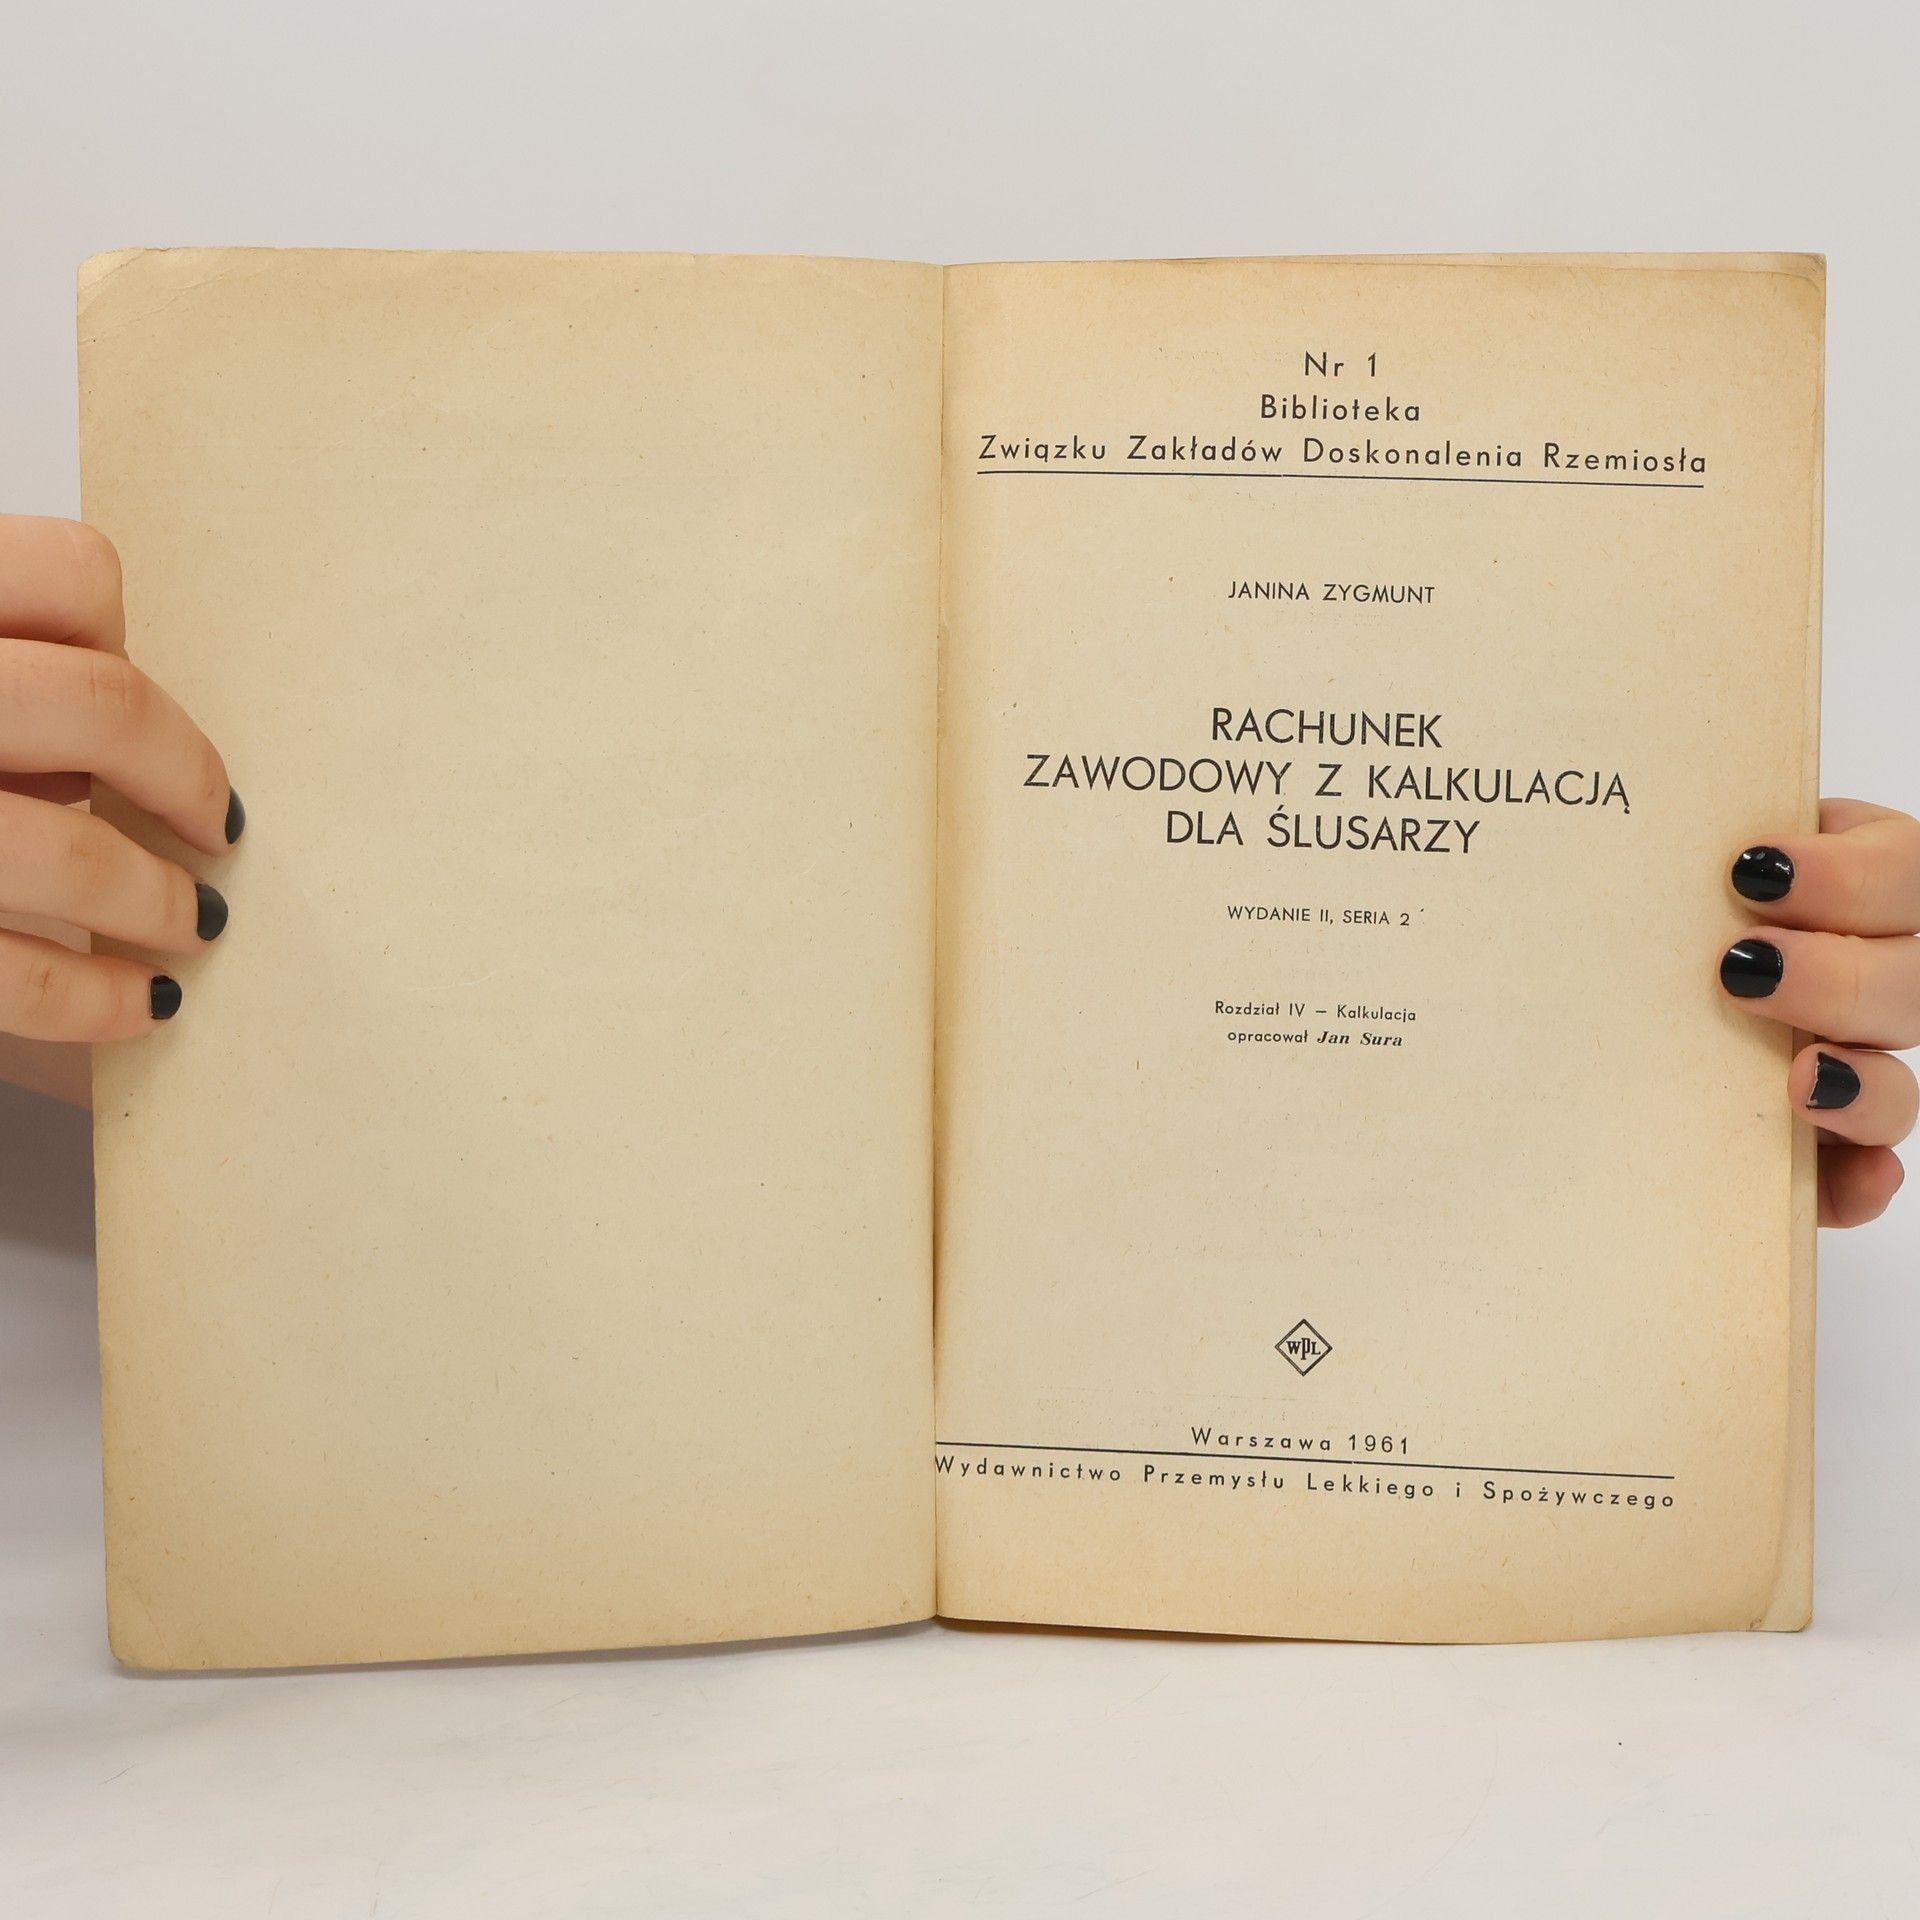 Nr 1
Biblioteka
Związku Zakładów Doskonalenia Rzemiosła
JANINA ZYGMUNT
RACHUNEK
ZAWODOWY Z KALKULACJĄ
DLA ŚLUSARZY
WYDANIE II, SERIA 2
Rozdział IV — Kalkulacja
opracował Jan Sura
WPL
Warszawa 1961
Wydawnictwo Przemysłu Lekkiego i Spożywczego